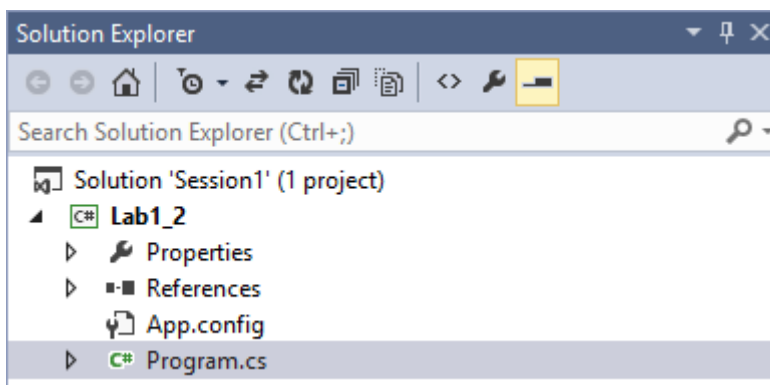 Solution Explorer
Search Solution Explorer (Ctrl+;)
Solution 'Session1' (1 project)
C# Lab1_2
Properties
References
App.config
C# Program.cs